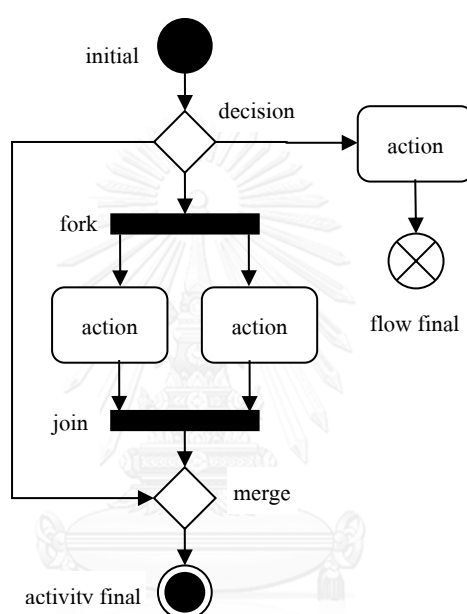 initial
decision
action
fork
action
action
flow final
join
merge
activity final